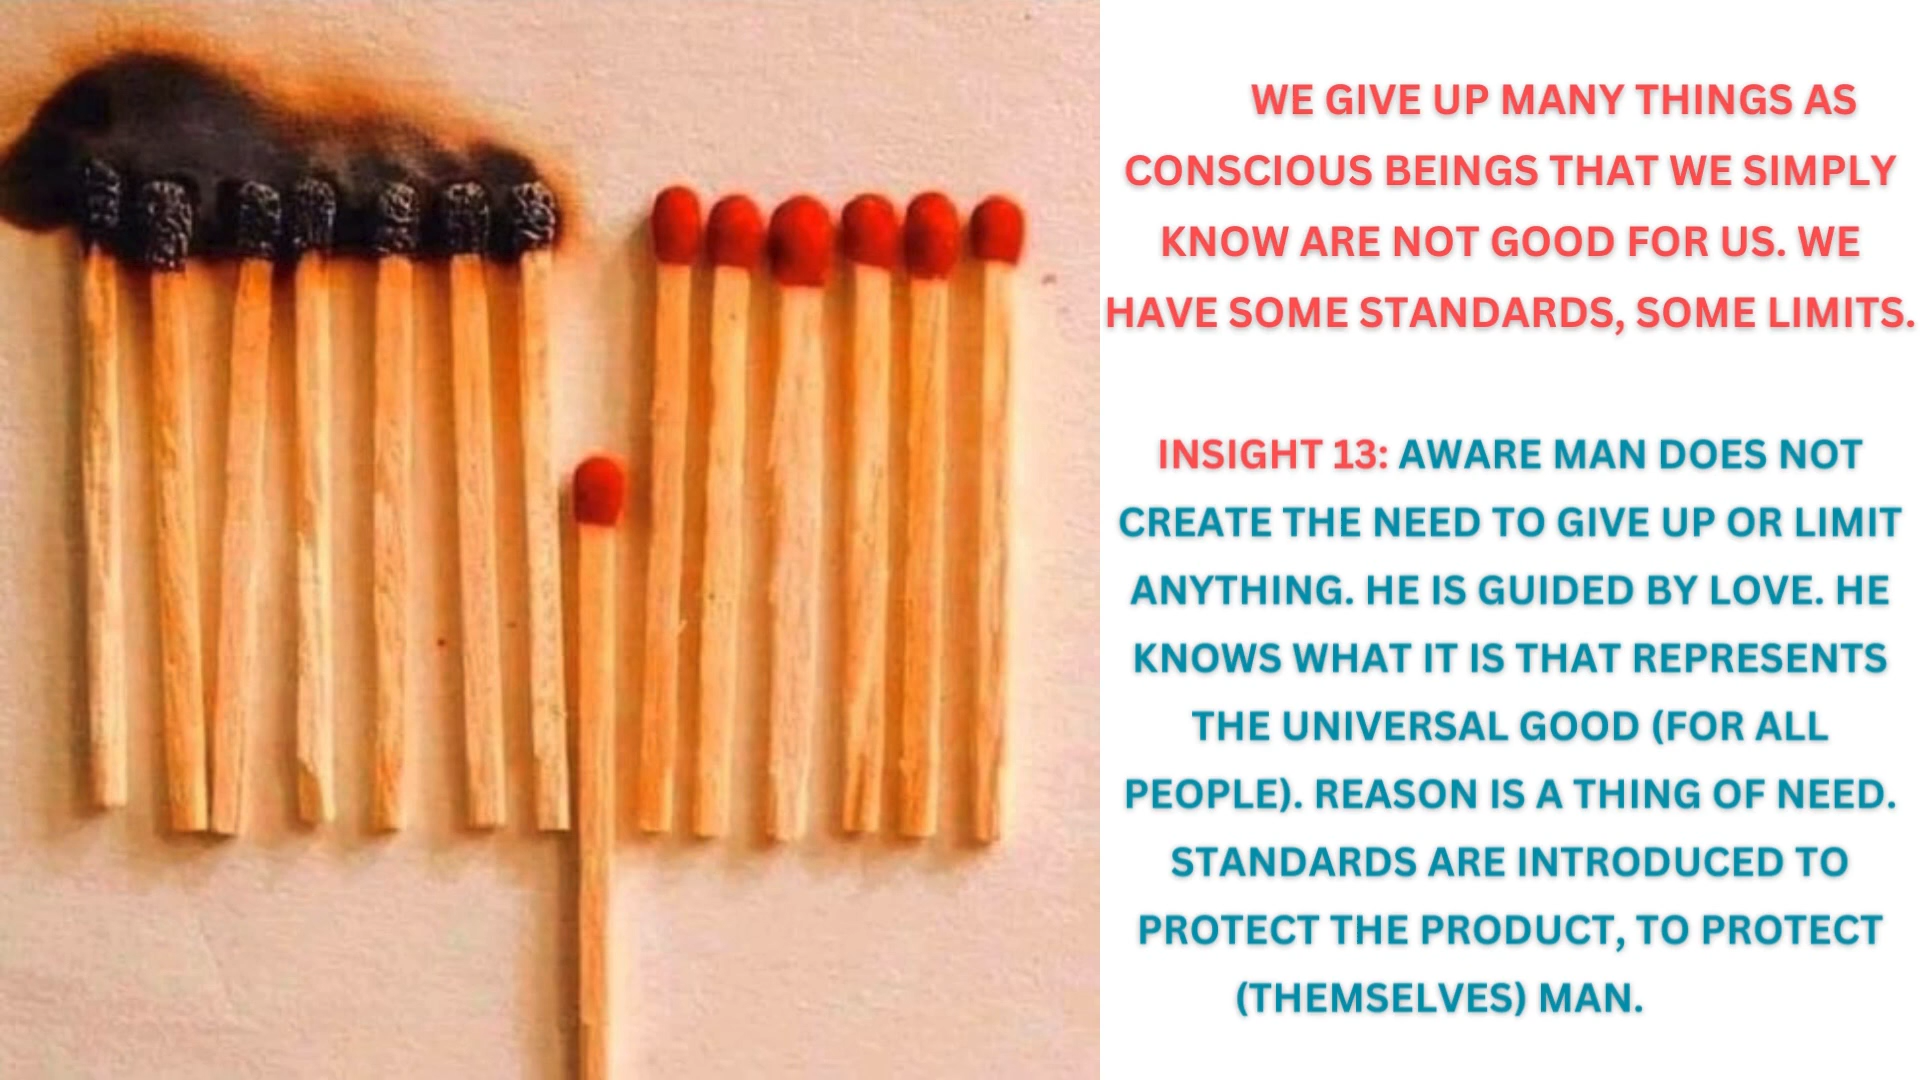 WE GIVE UP MANY THINGS AS
CONSCIOUS BEINGS THAT WE SIMPLY
KNOW ARE NOT GOOD FOR US. WE
HAVE SOME STANDARDS, SOME LIMITS.
INSIGHT 13: AWARE MAN DOES NOT
CREATE THE NEED TO GIVE UP OR LIMIT
ANYTHING. HE IS GUIDED BY LOVE. HE
KNOWS WHAT IT IS THAT REPRESENTS
THE UNIVERSAL GOOD (FOR ALL
PEOPLE). REASON IS A THING OF NEED.
STANDARDS ARE INTRODUCED TO
PROTECT THE PRODUCT, TO PROTECT
(THEMSELVES) MAN.